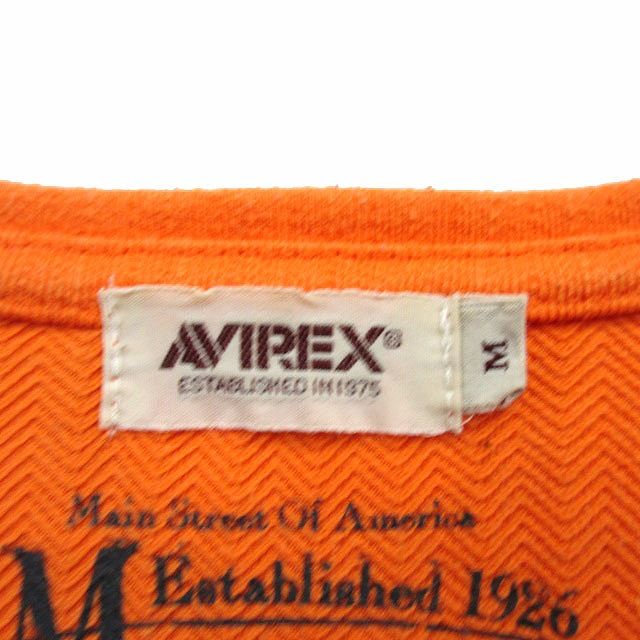 AVIREX®
ESTABLISHED IN 1975
M
Main Street Of America
M
Established 1926